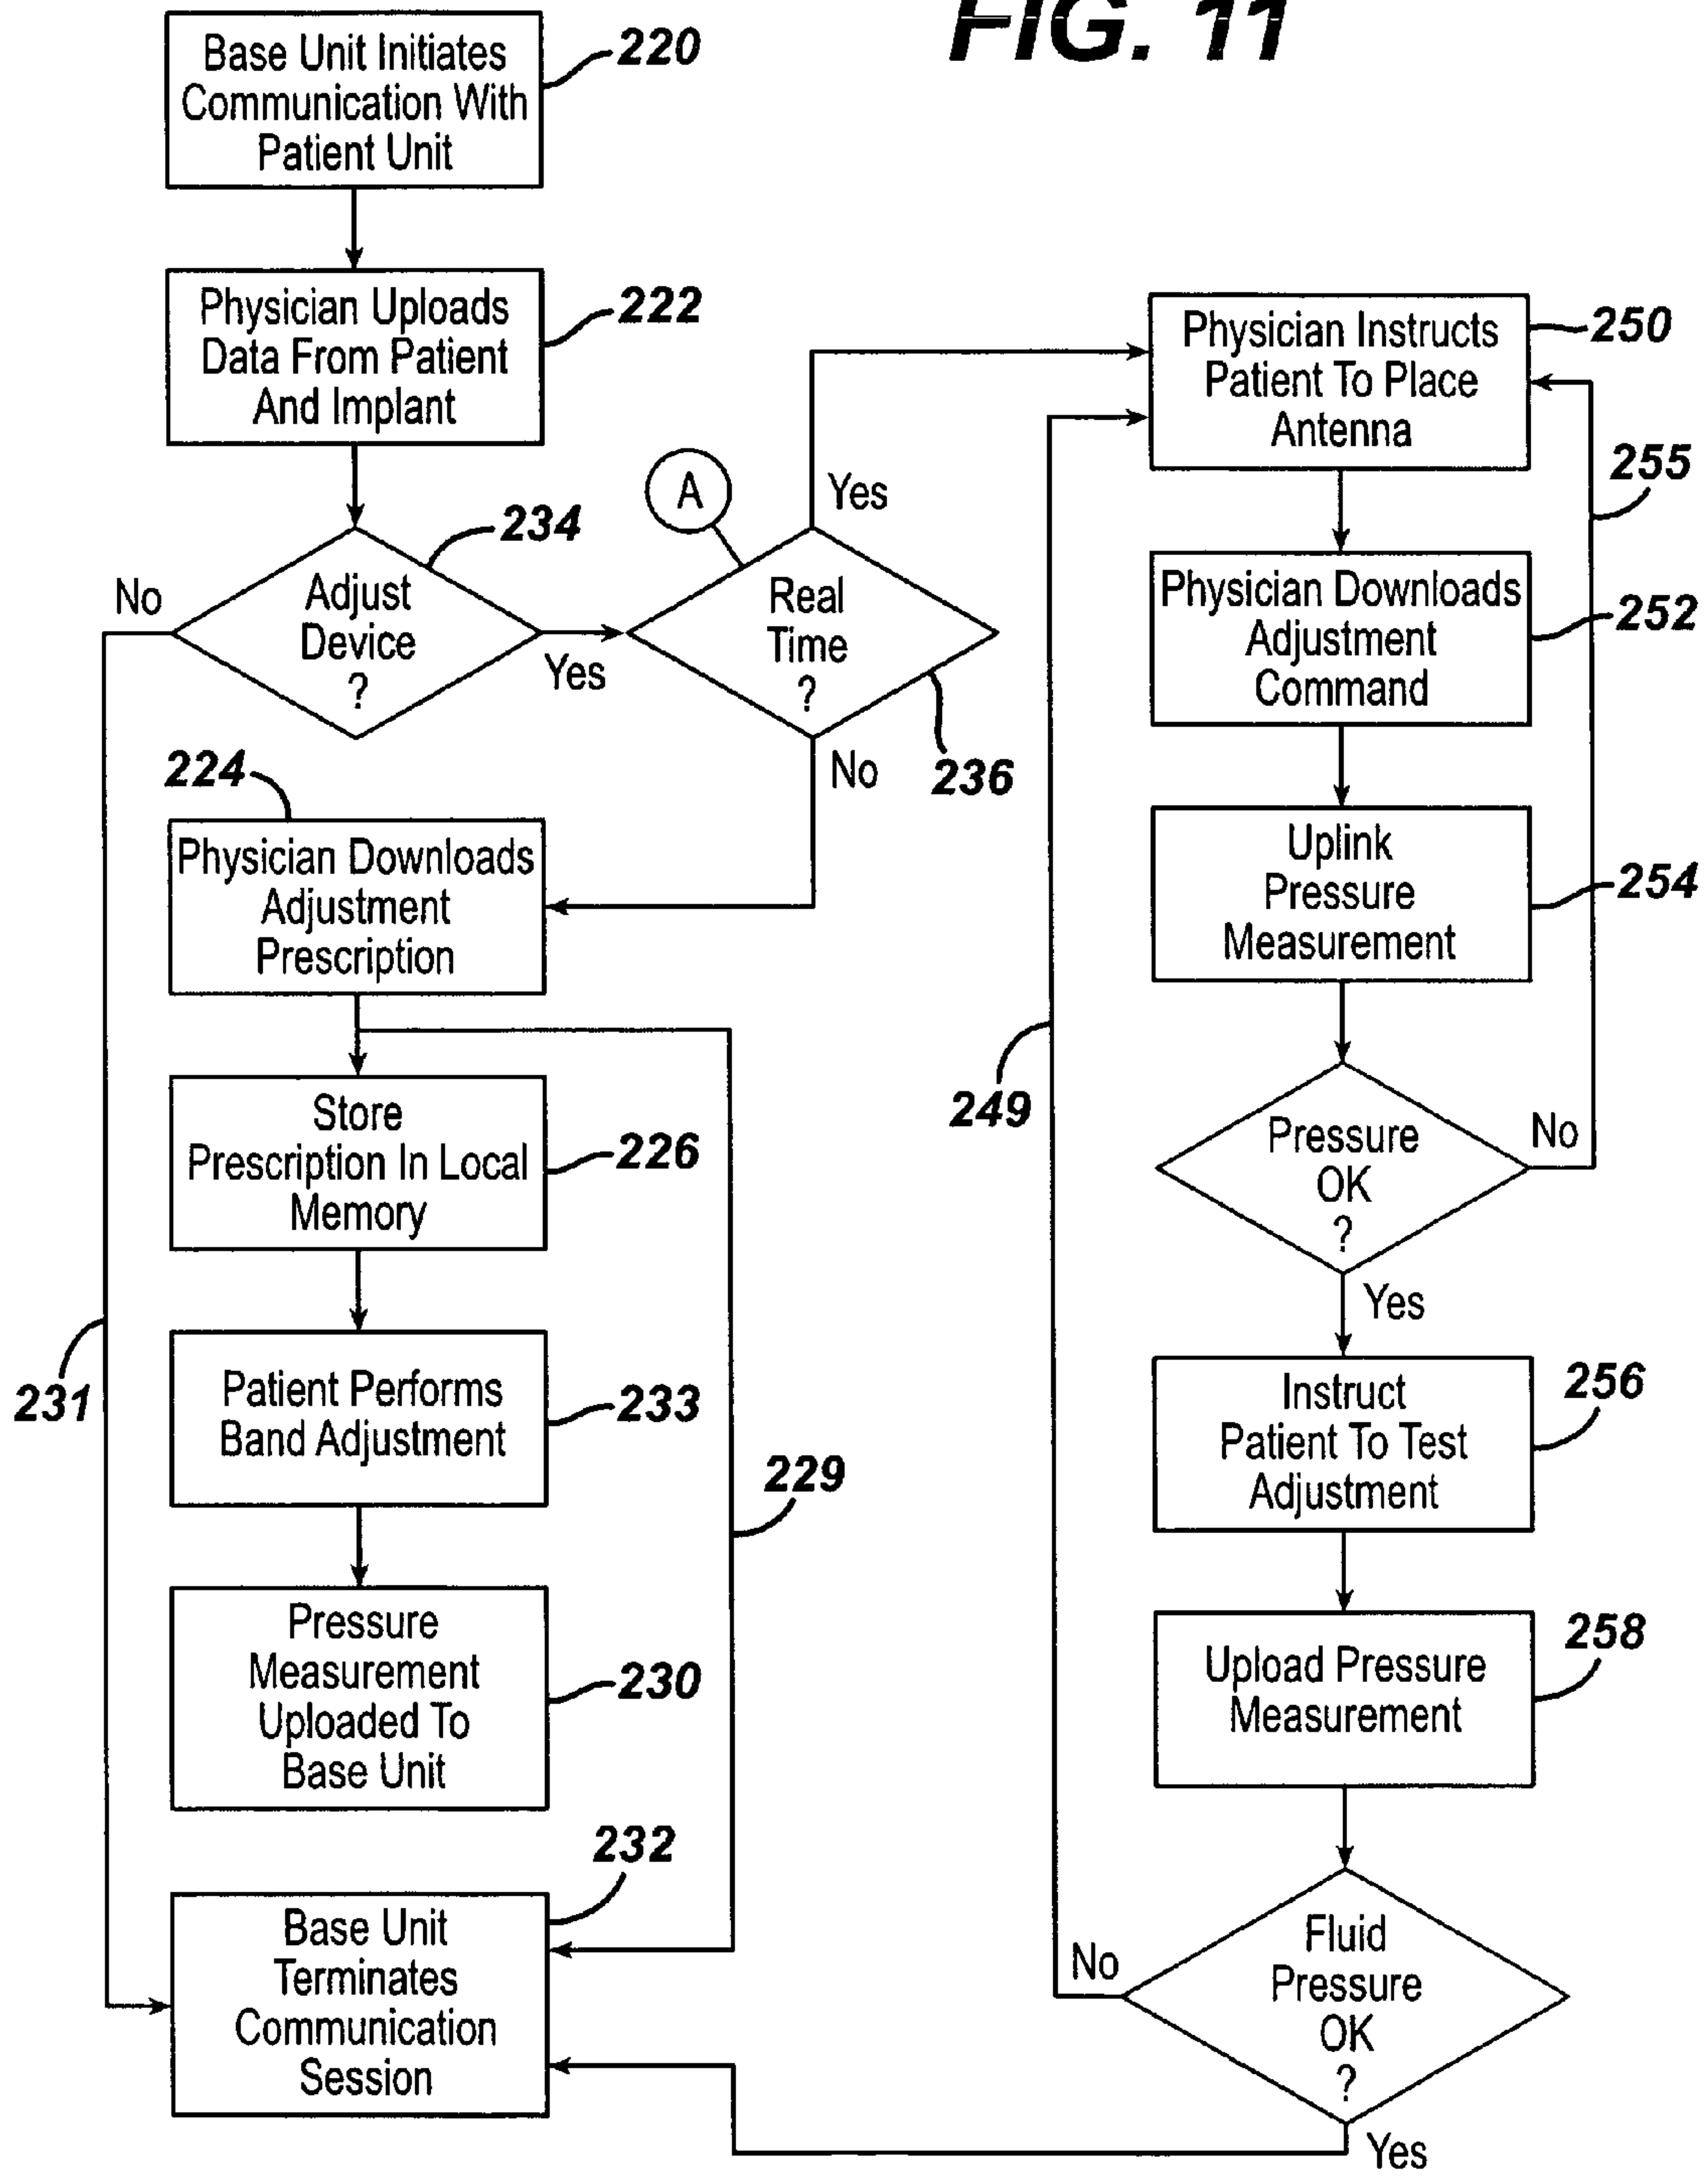 FIG. 11
Base Unit Initiates
Communication With
Patient Unit
220
Physician Uploads
Data From Patient
And Implant
222
Adjust
Device
?
234
No
Yes
A
Real
Time
?
236
Yes
No
224
Physician Downloads
Adjustment
Prescription
Store
Prescription In Local
Memory
226
Patient Performs
Band Adjustment
233
Pressure
Measurement
Uploaded To
Base Unit
230
231
229
232
Base Unit
Terminates
Communication
Session
Physician Instructs
Patient To Place
Antenna
250
255
Physician Downloads
Adjustment
Command
252
Uplink
Pressure
Measurement
254
249
Pressure
OK
?
No
Yes
Instruct
Patient To Test
Adjustment
256
Upload Pressure
Measurement
258
Fluid
Pressure
OK
?
No
Yes